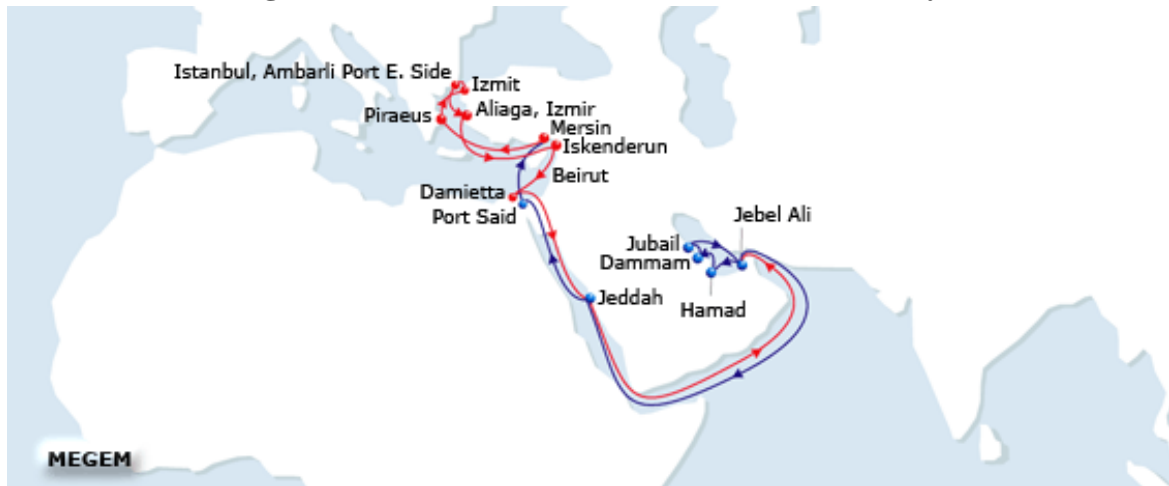 Istanbul, Ambarli Port E. Side
Izmit
Aliaga, Izmir
Piraeus
Mersin
Iskenderun
Beirut
Damietta
Port Said
Jebel Ali
Jubail
Dammam
Hamad
Jeddah
MEGEM